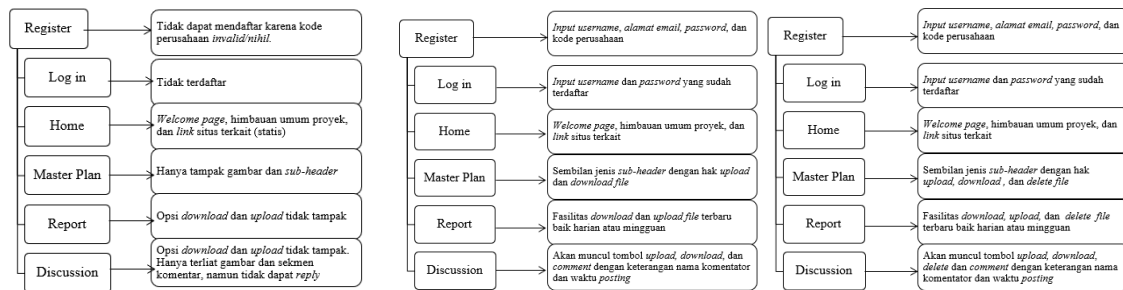 Register
Tidak dapat mendaftar karena kode
perusahaan invalid/nihil.
Log in
Tidak terdaftar
Home
Welcome page, himbauan umum proyek,
dan link situs terkait (statis)
Master Plan
Hanya tampak gambar dan sub-header
Report
Opsi download dan upload tidak tampak
Discussion
Opsi download dan upload tidak tampak.
Hanya terliat gambar dan sekmen
komentar, namun tidak dapat reply
Register
Input username, alamat email, password, dan
kode perusahaan
Log in
Input username dan password yang sudah
terdaftar
Home
Welcome page, himbauan umum proyek, dan
link situs terkait
Master Plan
Sembilan jenis sub-header dengan hak upload
dan download file
Report
Fasilitas download dan upload file terbaru
baik harian atau mingguan
Discussion
Akan muncul tombol upload, download, dan
comment dengan keterangan nama komentator
dan waktu posting
Register
Input username, alamat email, password, dan
kode perusahaan
Log in
Input username dan password yang sudah
terdaftar
Home
Welcome page, himbauan umum proyek, dan
link situs terkait
Master Plan
Sembilan jenis sub-header dengan hak
upload, download , dan delete file
Report
Fasilitas download, upload, dan delete file
terbaru baik harian atau mingguan
Discussion
Akan muncul tombol upload, download,
delete dan comment dengan keterangan nama
komentator dan waktu posting